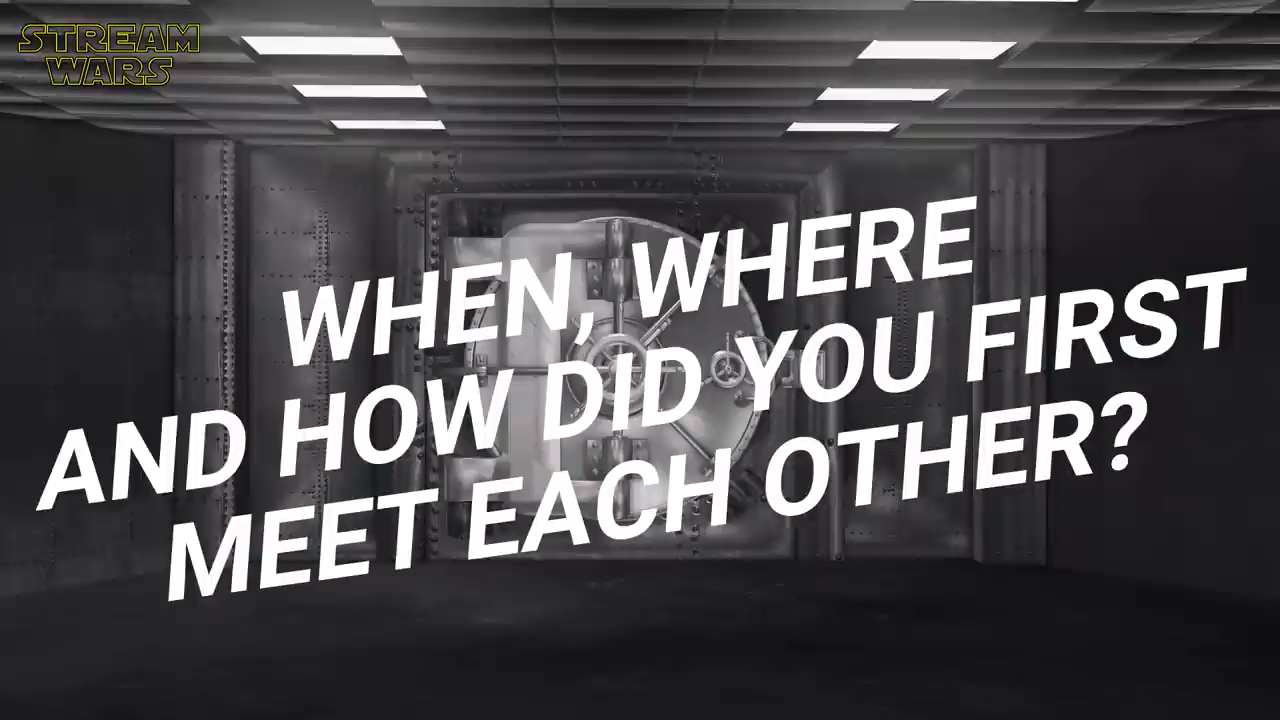 STREAM
WARS
WHEN, WHERE
AND HOW DID YOU FIRST
MEET EACH OTHER?